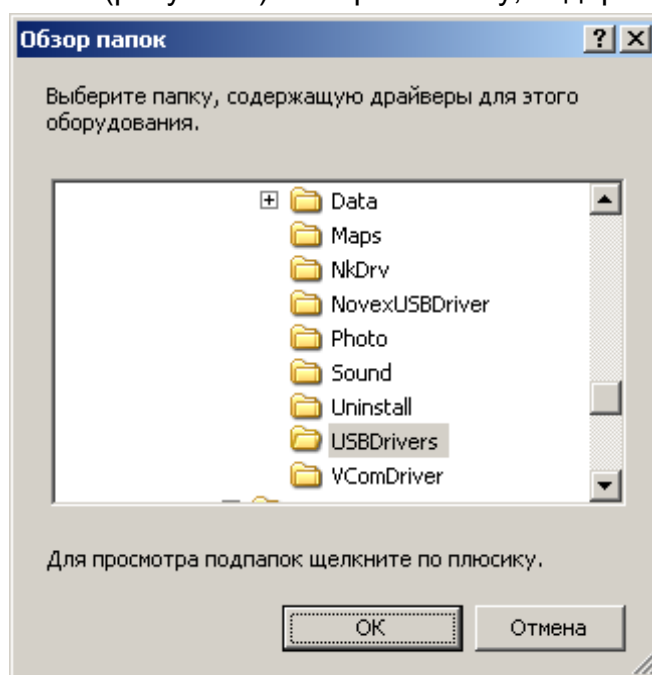 Обзор папок
Выберите папку, содержащую драйверы для этого
оборудования.
Data
Maps
NkDrv
NovexUSBDriver
Photo
Sound
Uninstall
USBDrivers
VComDriver
Для просмотра подпапок щелкните по плюсику.
ОК Отмена